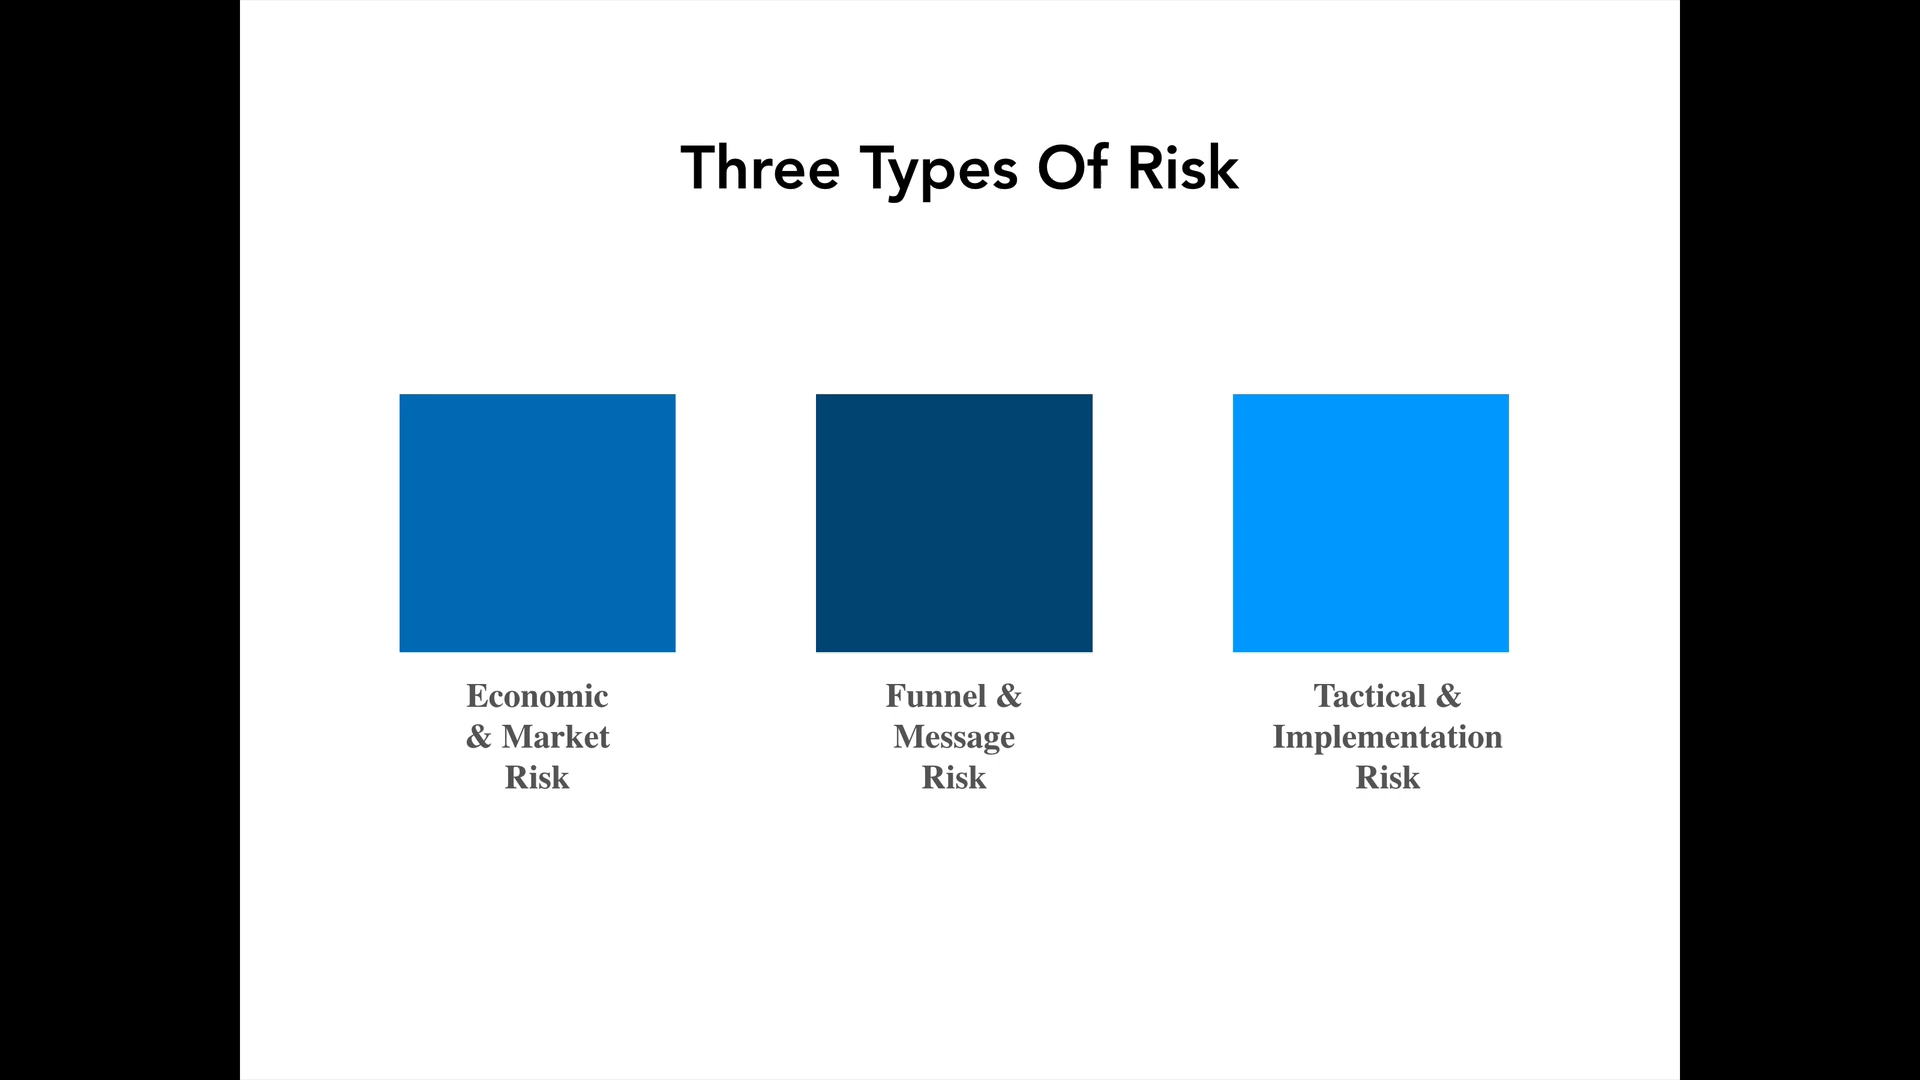 Three Types Of Risk
Economic
& Market
Risk
Funnel &
Message
Risk
Tactical &
Implementation
Risk